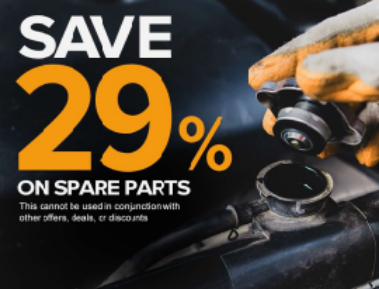 SAVE
29%
ON SPARE PARTS
This cannot be used in conjunction with
other offers, deals, or discounts